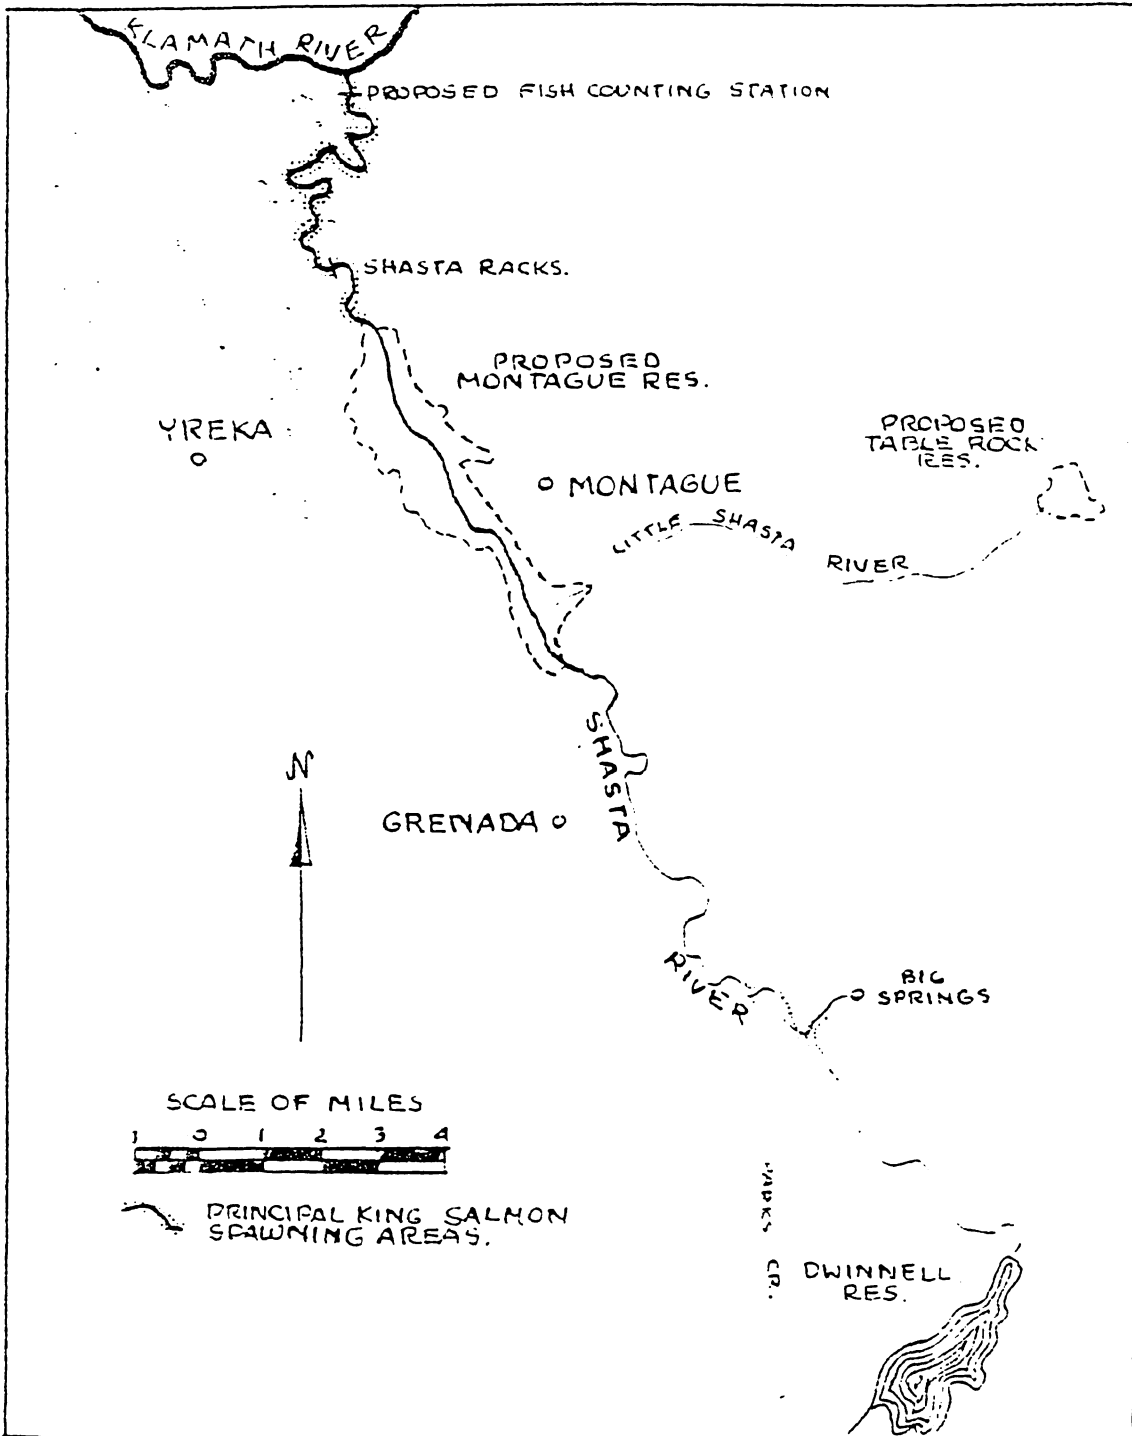 KLAMATH RIVER
PROPOSED FISH COUNTING STATION
SHASTA RACKS.
PROPOSED
MONTAGUE RES.
YREKA
PROPOSED
TABLE ROCK
RES.
MONTAGUE
LITTLE SHASTA
RIVER
SHASTA
N
GRENADA
RIVER
BIG
SPRINGS
SCALE OF MILES
1 0 1 2 3 4
PRINCIPAL KING SALMON
SPAWNING AREAS.
PARKS CR.
DWINNELL
RES.